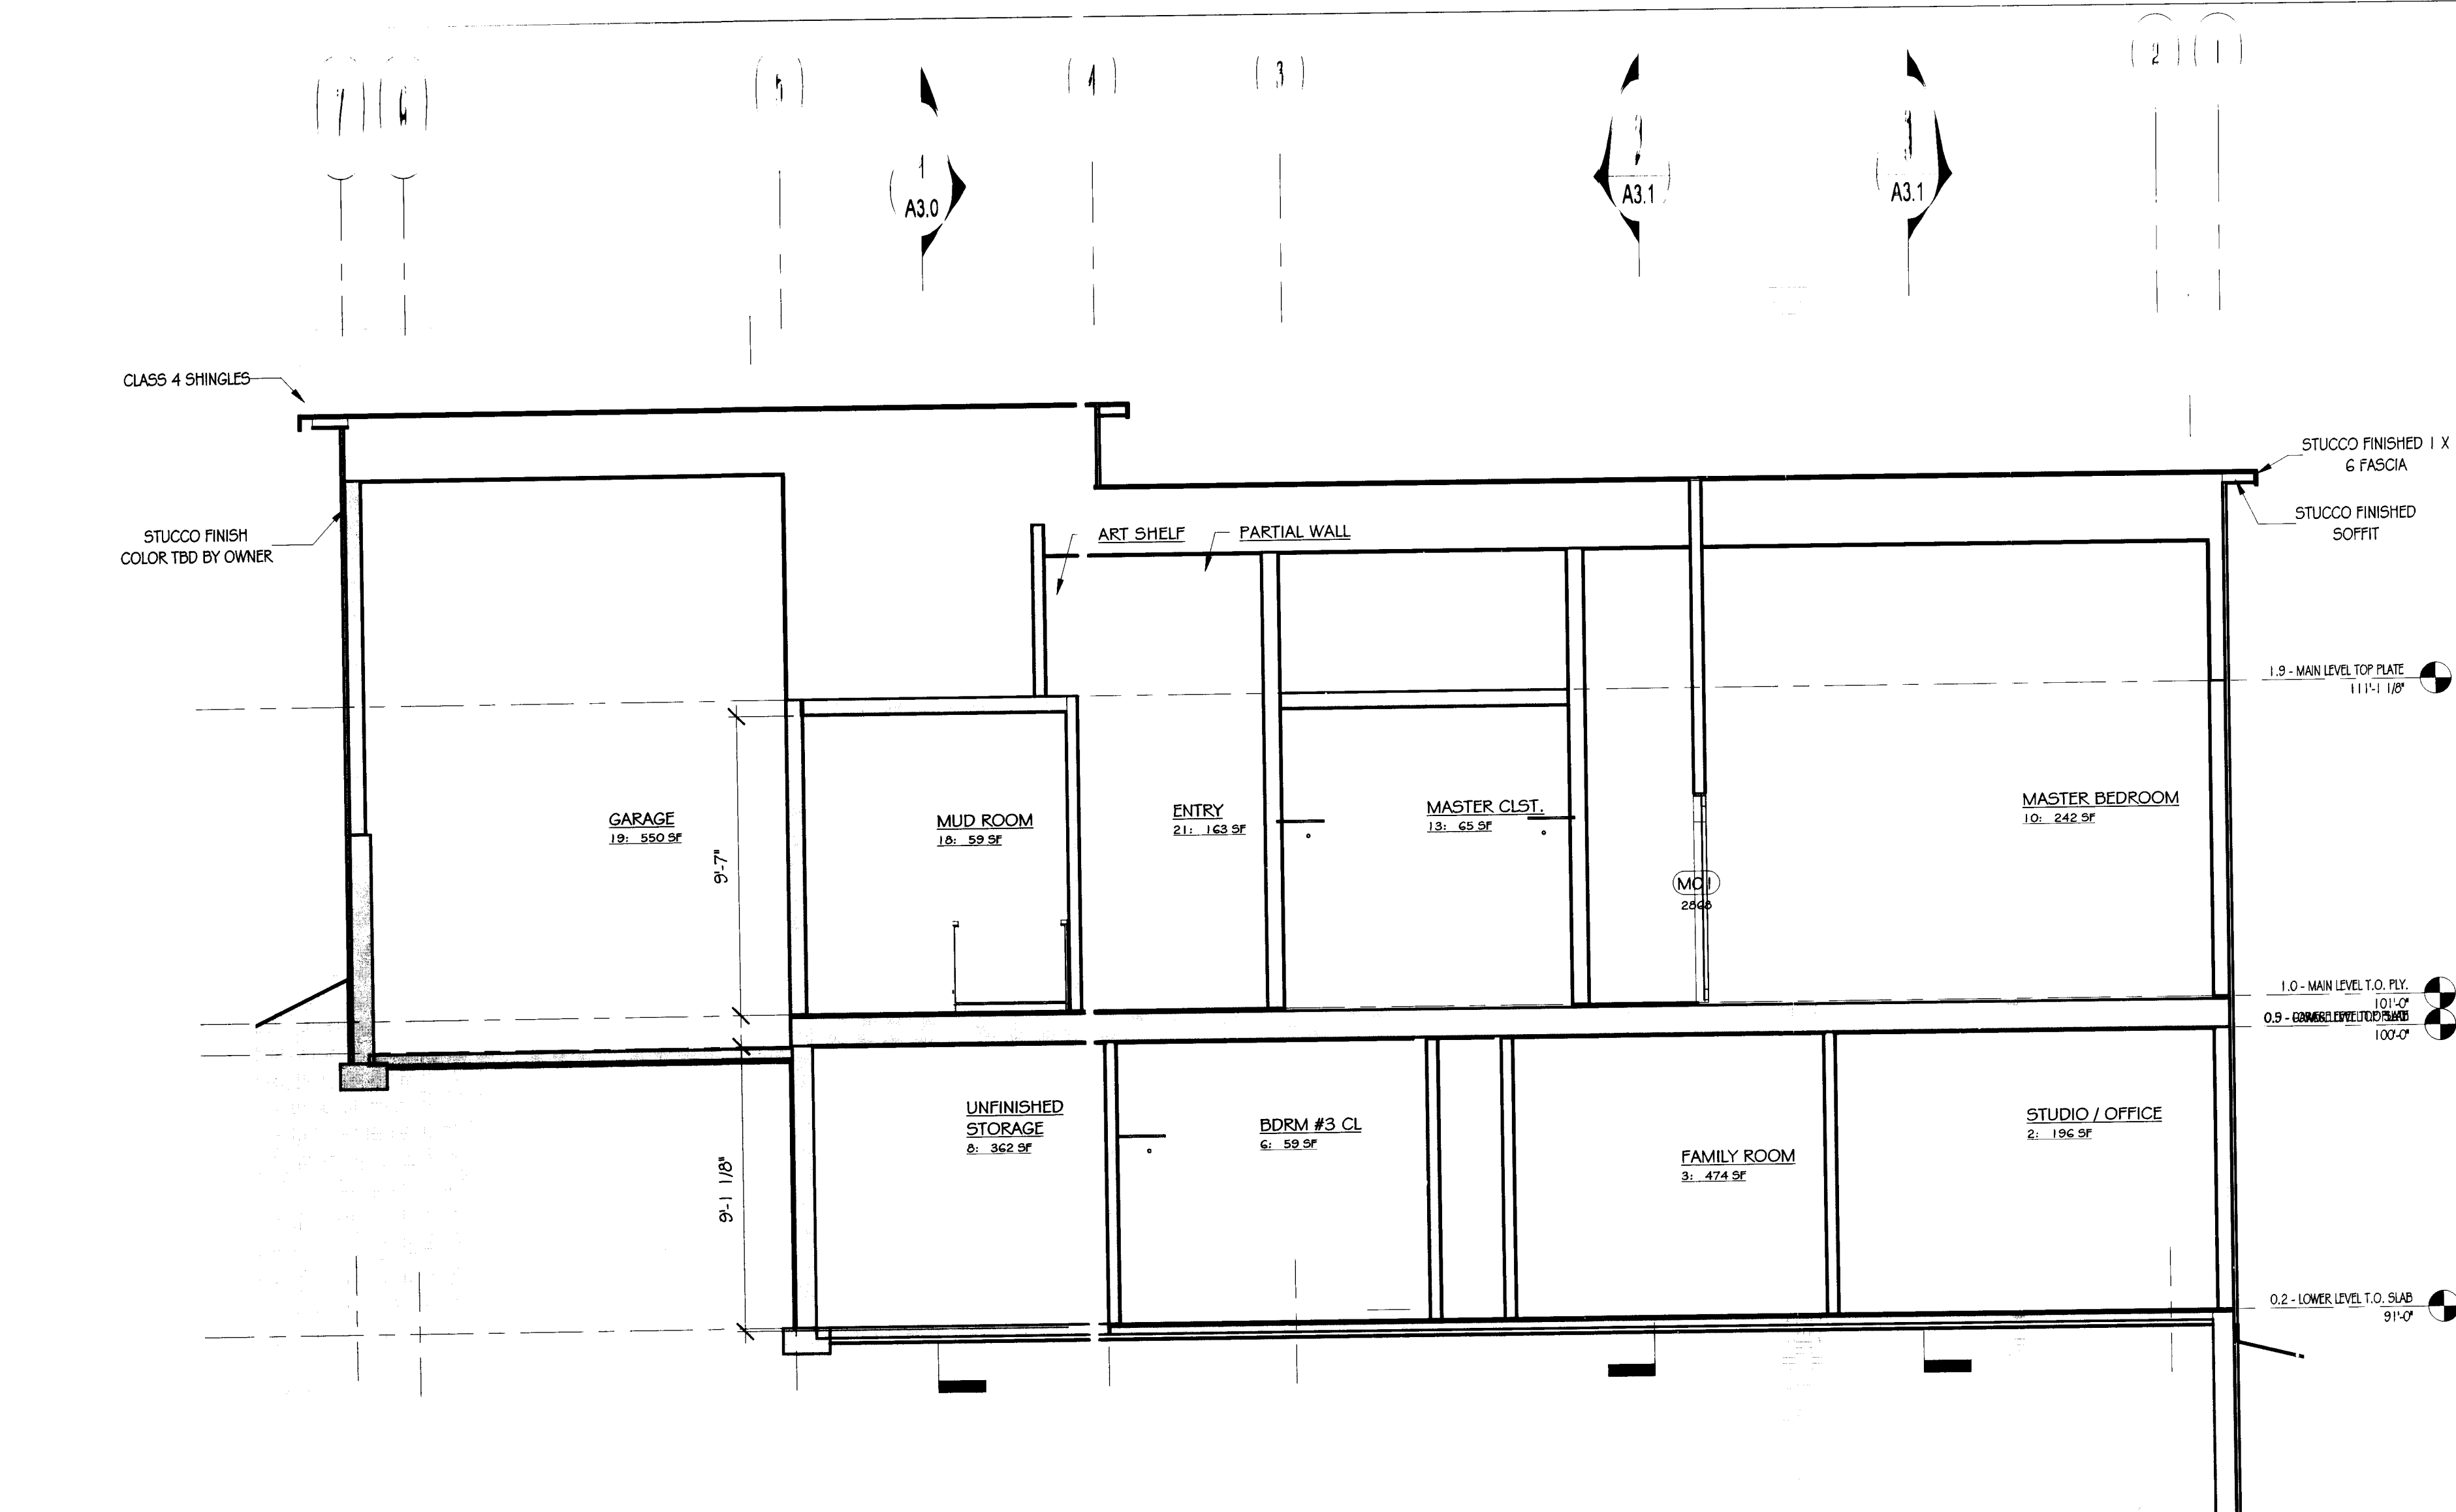 7
6
5
4
3
2
1
1
A3.0
A3.1
3
A3.1
CLASS 4 SHINGLES
STUCCO FINISHED 1 X
6 FASCIA
STUCCO FINISHED
SOFFIT
STUCCO FINISH
COLOR TBD BY OWNER
ART SHELF
PARTIAL WALL
1.9 - MAIN LEVEL TOP PLATE
111'-1 1/8"
GARAGE
19: 550 SF
9'-7"
MUD ROOM
18: 59 SF
ENTRY
21: 163 SF
MASTER CLST.
13: 65 SF
MASTER BEDROOM
10: 242 SF
MC1
2868
1.0 - MAIN LEVEL T.O. PLY.
101'-0"
100'-0"
UNFINISHED
STORAGE
8: 362 SF
BDRM #3 CL
6: 59 SF
FAMILY ROOM
3: 474 SF
STUDIO / OFFICE
2: 196 SF
9'-1 1/8"
0.2 - LOWER LEVEL T.O. SLAB
91'-0"